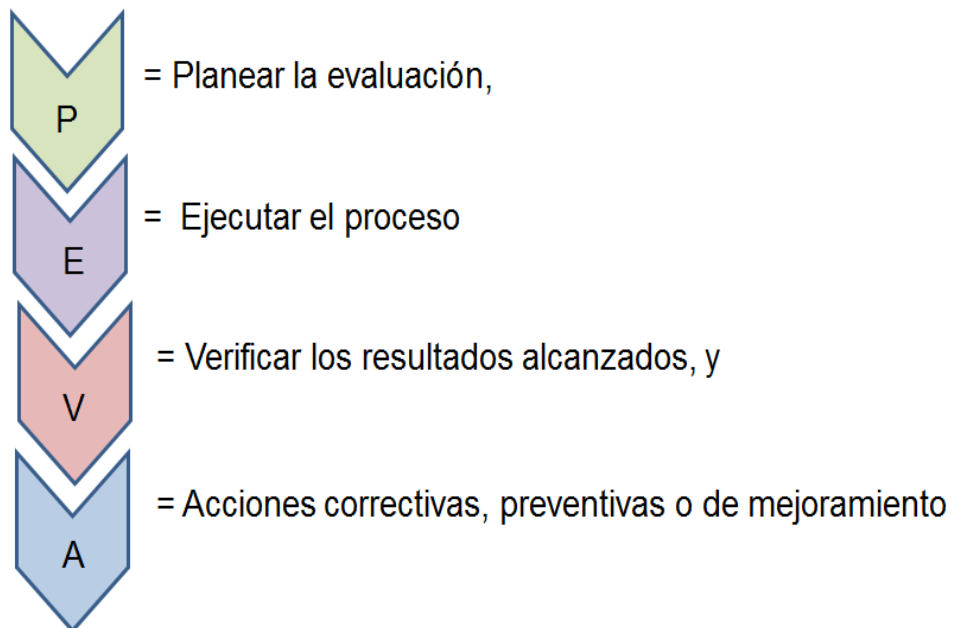 = Planear la evaluación,
P
= Ejecutar el proceso
E
= Verificar los resultados alcanzados, y
V
= Acciones correctivas, preventivas o de mejoramiento
A